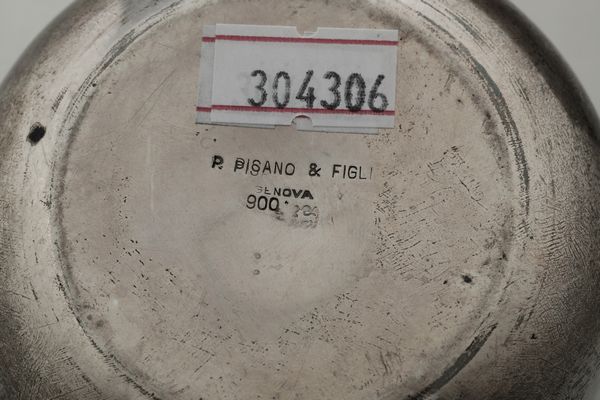 304306
P. PISANO & FIGLI
GENOVA
900